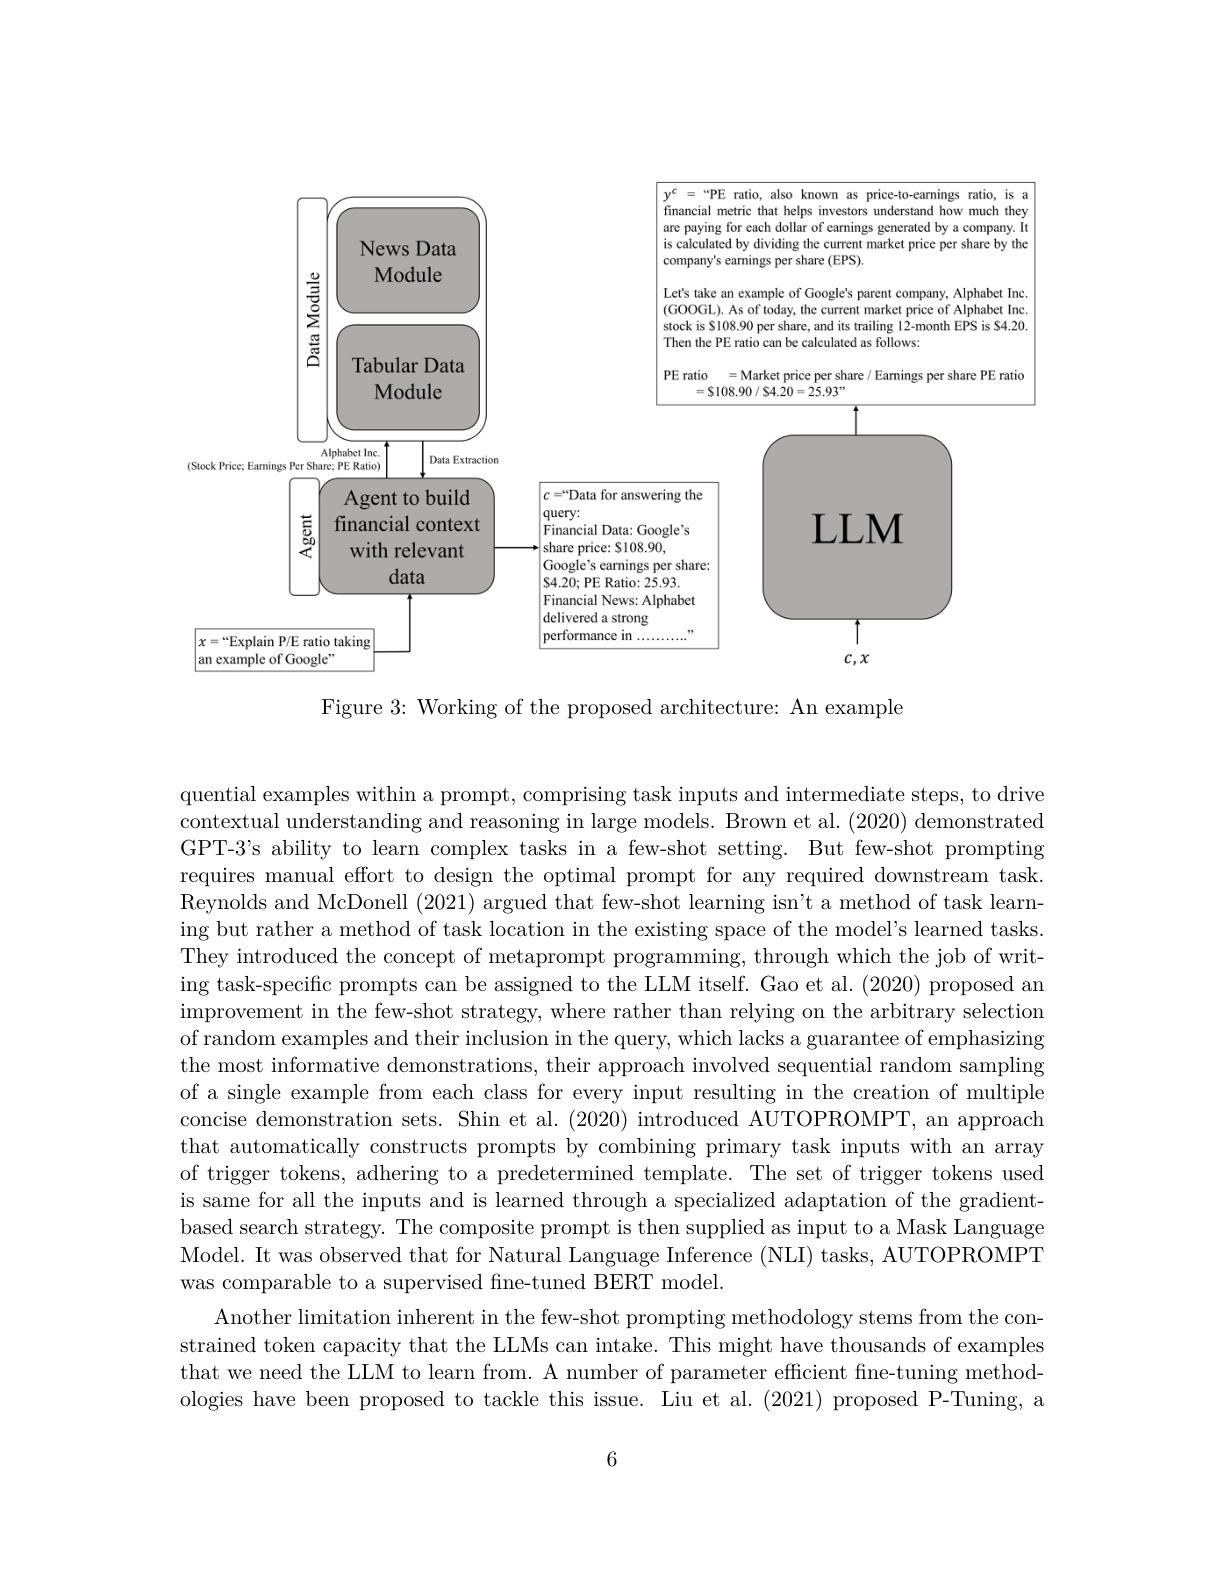 Data Module
News Data
Module
Tabular Data
Module
Alphabet Inc.
(Stock Price; Earnings Per Share; PE Ratio)
Data Extraction
Agent
Agent to build
financial context
with relevant
data
x = “Explain P/E ratio taking
an example of Google”
c =“Data for answering the
query:
Financial Data: Google’s
share price: $108.90,
Google’s earnings per share:
$4.20; PE Ratio: 25.93.
Financial News: Alphabet
delivered a strong
performance in ………..”
yᶜ = “PE ratio, also known as price-to-earnings ratio, is a
financial metric that helps investors understand how much they
are paying for each dollar of earnings generated by a company. It
is calculated by dividing the current market price per share by the
company's earnings per share (EPS).
Let's take an example of Google's parent company, Alphabet Inc.
(GOOGL). As of today, the current market price of Alphabet Inc.
stock is $108.90 per share, and its trailing 12-month EPS is $4.20.
Then the PE ratio can be calculated as follows:
PE ratio = Market price per share / Earnings per share PE ratio
= $108.90 / $4.20 = 25.93”
LLM
c, x
Figure 3: Working of the proposed architecture: An example
quential examples within a prompt, comprising task inputs and intermediate steps, to drive
contextual understanding and reasoning in large models. Brown et al. (2020) demonstrated
GPT-3’s ability to learn complex tasks in a few-shot setting. But few-shot prompting
requires manual effort to design the optimal prompt for any required downstream task.
Reynolds and McDonell (2021) argued that few-shot learning isn’t a method of task learn-
ing but rather a method of task location in the existing space of the model’s learned tasks.
They introduced the concept of metaprompt programming, through which the job of writ-
ing task-specific prompts can be assigned to the LLM itself. Gao et al. (2020) proposed an
improvement in the few-shot strategy, where rather than relying on the arbitrary selection
of random examples and their inclusion in the query, which lacks a guarantee of emphasizing
the most informative demonstrations, their approach involved sequential random sampling
of a single example from each class for every input resulting in the creation of multiple
concise demonstration sets. Shin et al. (2020) introduced AUTOPROMPT, an approach
that automatically constructs prompts by combining primary task inputs with an array
of trigger tokens, adhering to a predetermined template. The set of trigger tokens used
is same for all the inputs and is learned through a specialized adaptation of the gradient-
based search strategy. The composite prompt is then supplied as input to a Mask Language
Model. It was observed that for Natural Language Inference (NLI) tasks, AUTOPROMPT
was comparable to a supervised fine-tuned BERT model.
Another limitation inherent in the few-shot prompting methodology stems from the con-
strained token capacity that the LLMs can intake. This might have thousands of examples
that we need the LLM to learn from. A number of parameter efficient fine-tuning method-
ologies have been proposed to tackle this issue. Liu et al. (2021) proposed P-Tuning, a
6